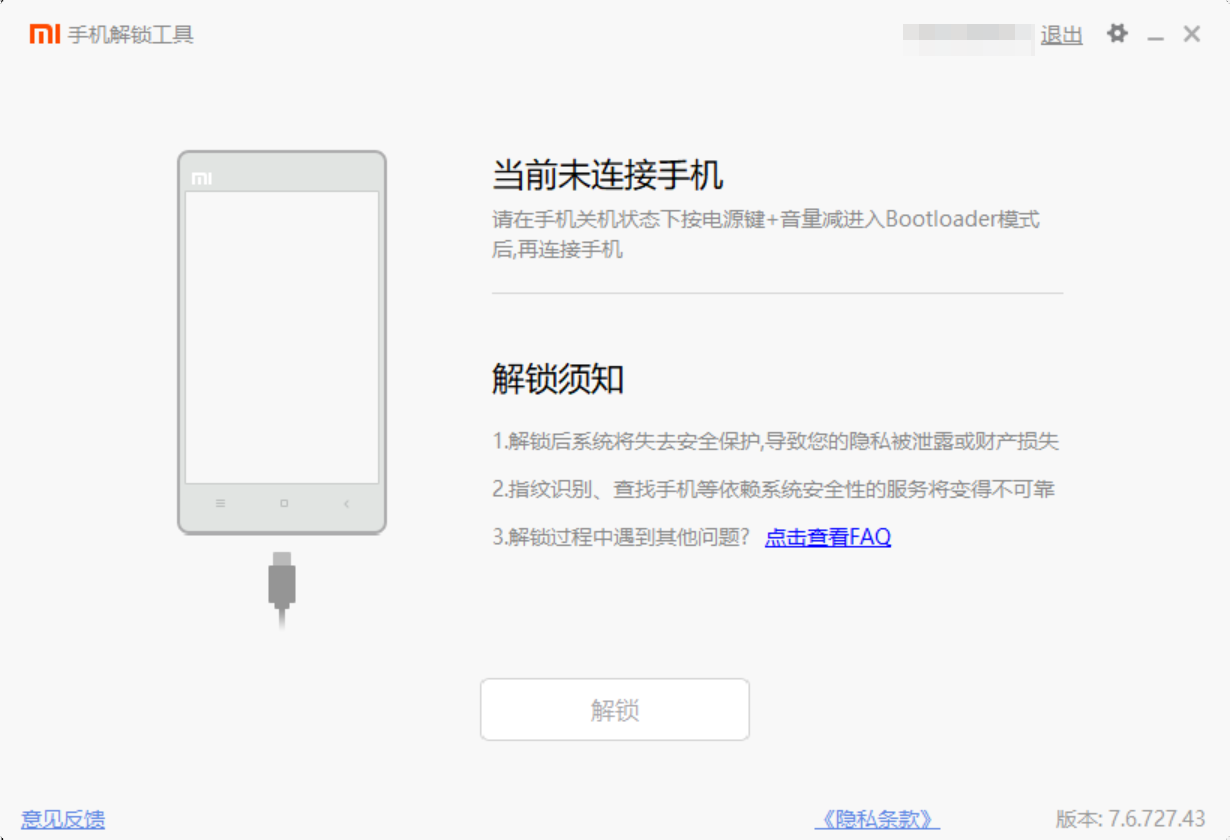 mi 手机解锁工具
退出
mi
当前未连接手机
请在手机关机状态下按电源键+音量减进入Bootloader模式
后,再连接手机
解锁须知
1.解锁后系统将失去安全保护,导致您的隐私被泄露或财产损失
2.指纹识别、查找手机等依赖系统安全性的服务将变得不可靠
3.解锁过程中遇到其他问题? 点击查看FAQ
解锁
意见反馈
《隐私条款》
版本: 7.6.727.43